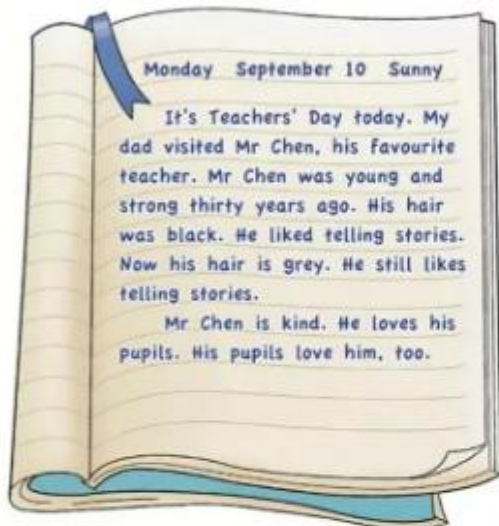 Monday September 10 Sunny
It's Teachers' Day today. My
dad visited Mr Chen, his favourite
teacher. Mr Chen was young and
strong thirty years ago. His hair
was black. He liked telling stories.
Now his hair is grey. He still likes
telling stories.
Mr Chen is kind. He loves his
pupils. His pupils love him, too.